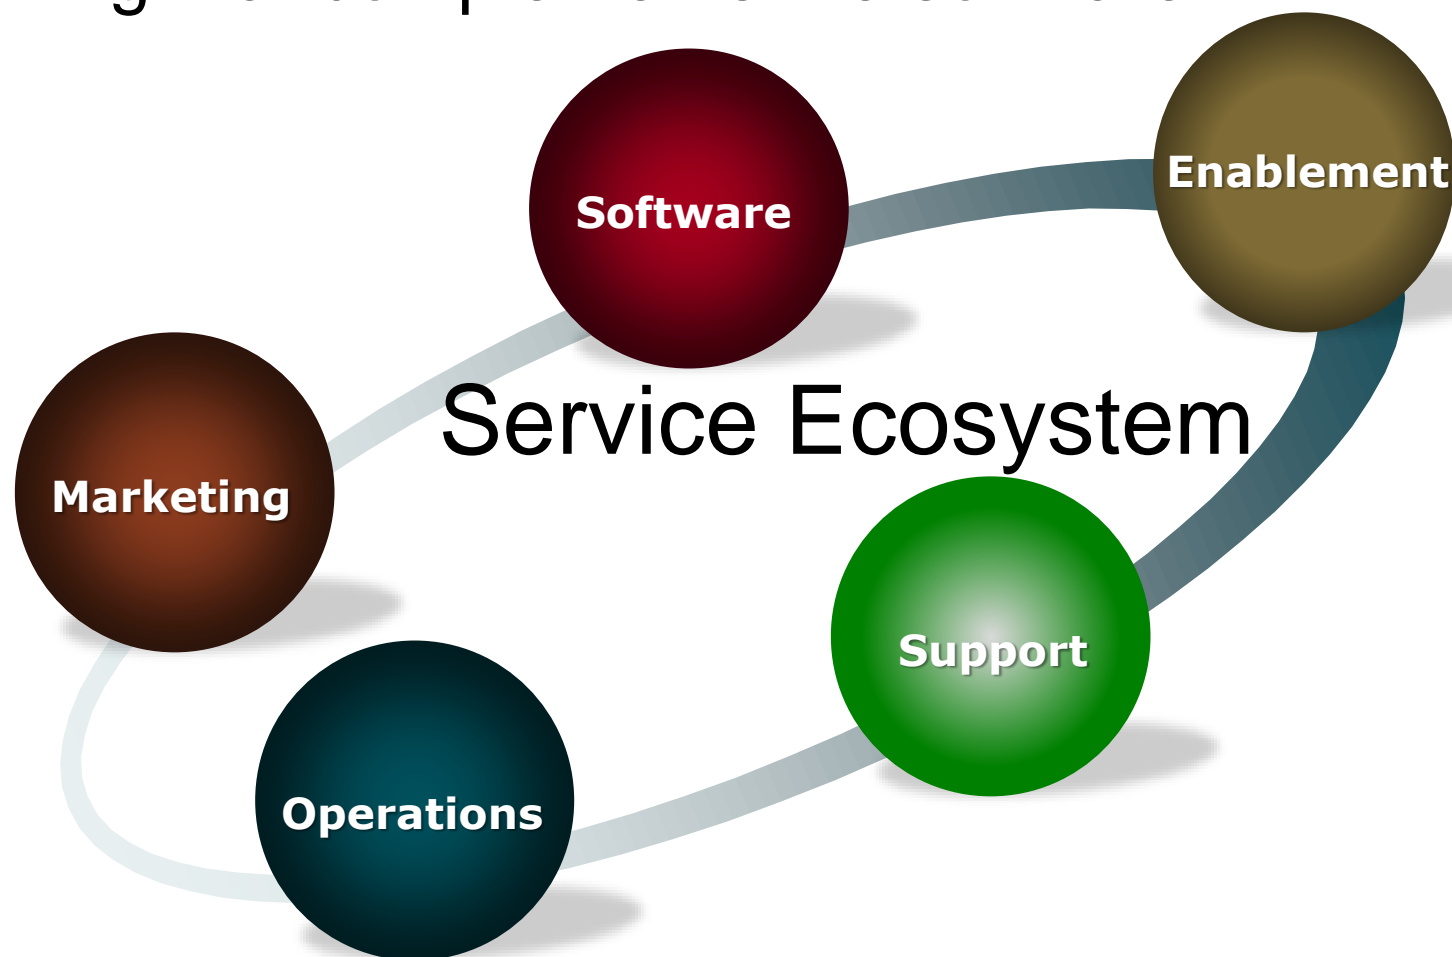 Enablement
Software
Service Ecosystem
Marketing
Support
Operations